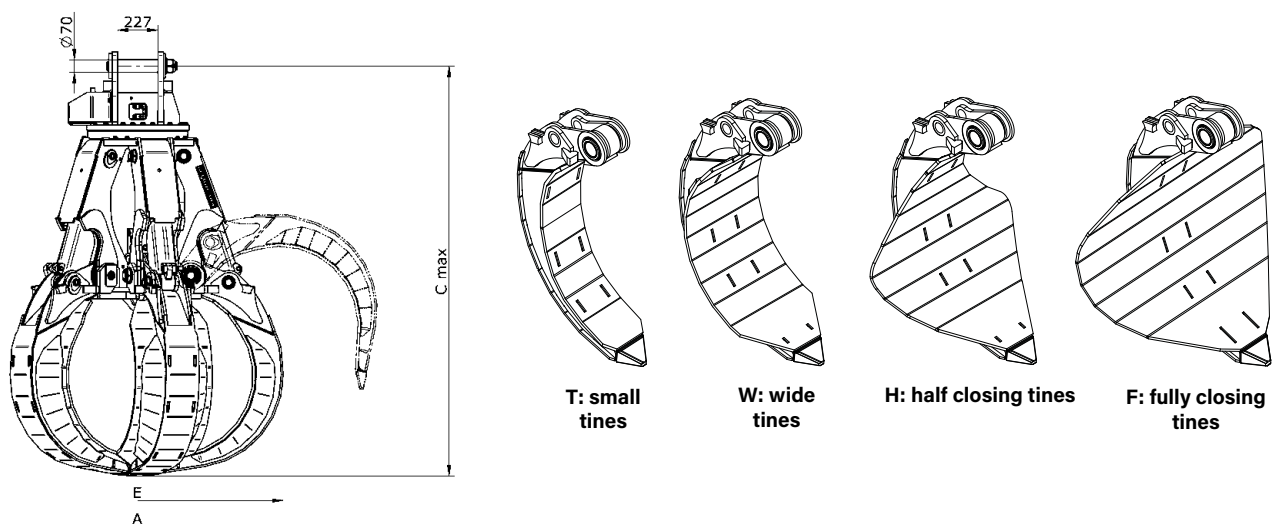 227
Ø70
C max
E
A
T: small
tines
W: wide
tines
H: half closing tines
F: fully closing
tines